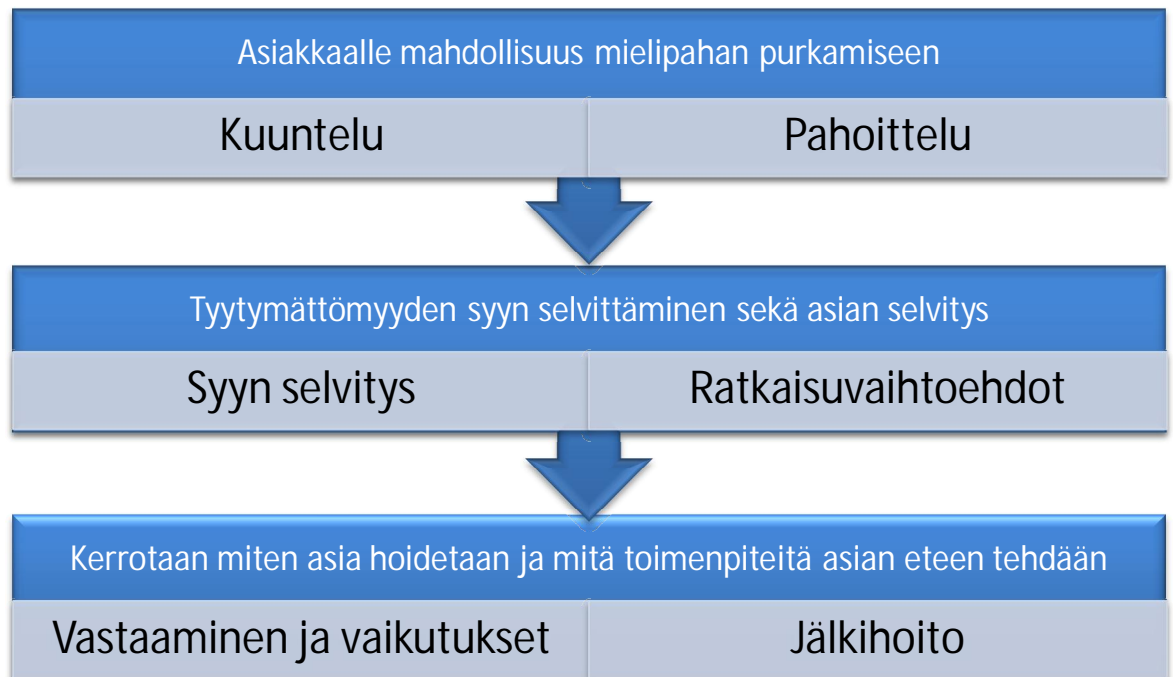 Asiakkaalle mahdollisuus mielipahan purkamiseen
Kuuntelu
Pahoittelu
Tyytymättömyyden syyn selvittäminen sekä asian selvitys
Syyn selvitys
Ratkaisuvaihtoehdot
Kerrotaan miten asia hoidetaan ja mitä toimenpiteitä asian eteen tehdään
Vastaaminen ja vaikutukset
Jälkihoito